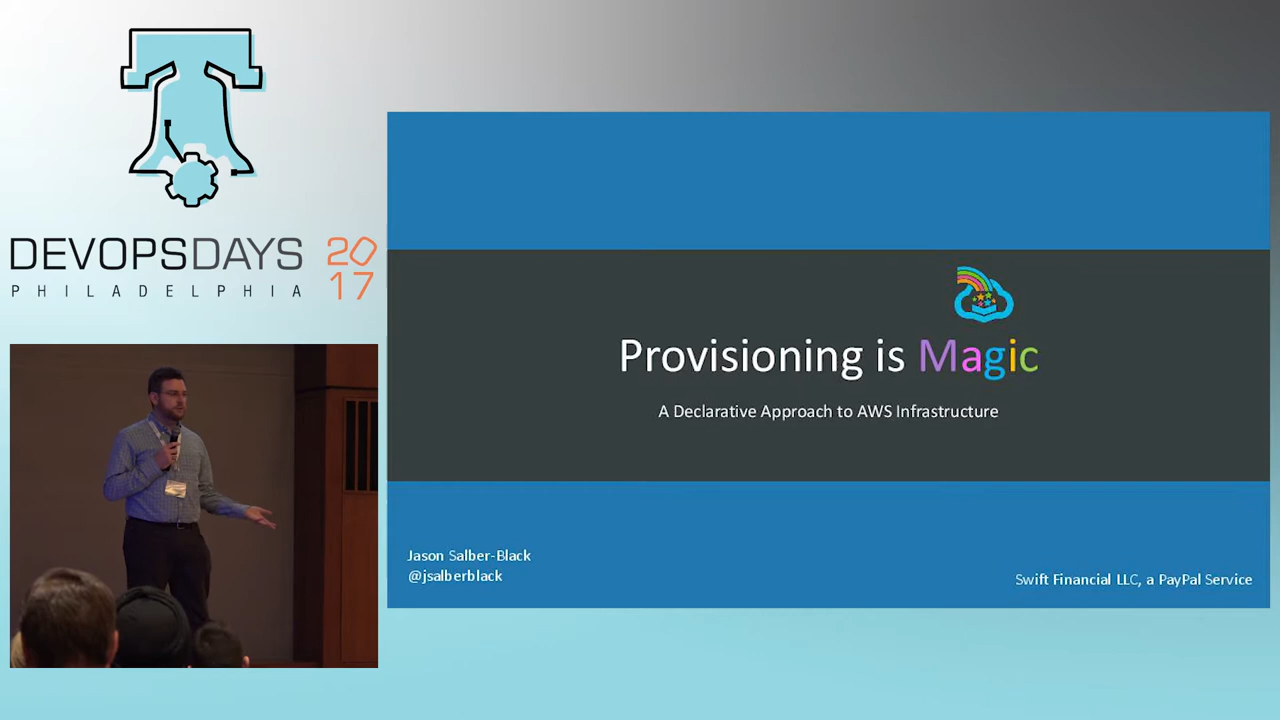 DEVOPSDAYS
PHILADELPHIA
20
17
Provisioning is Magic
A Declarative Approach to AWS Infrastructure
Jason Salber-Black
@jsalberblack
Swift Financial LLC, a PayPal Service